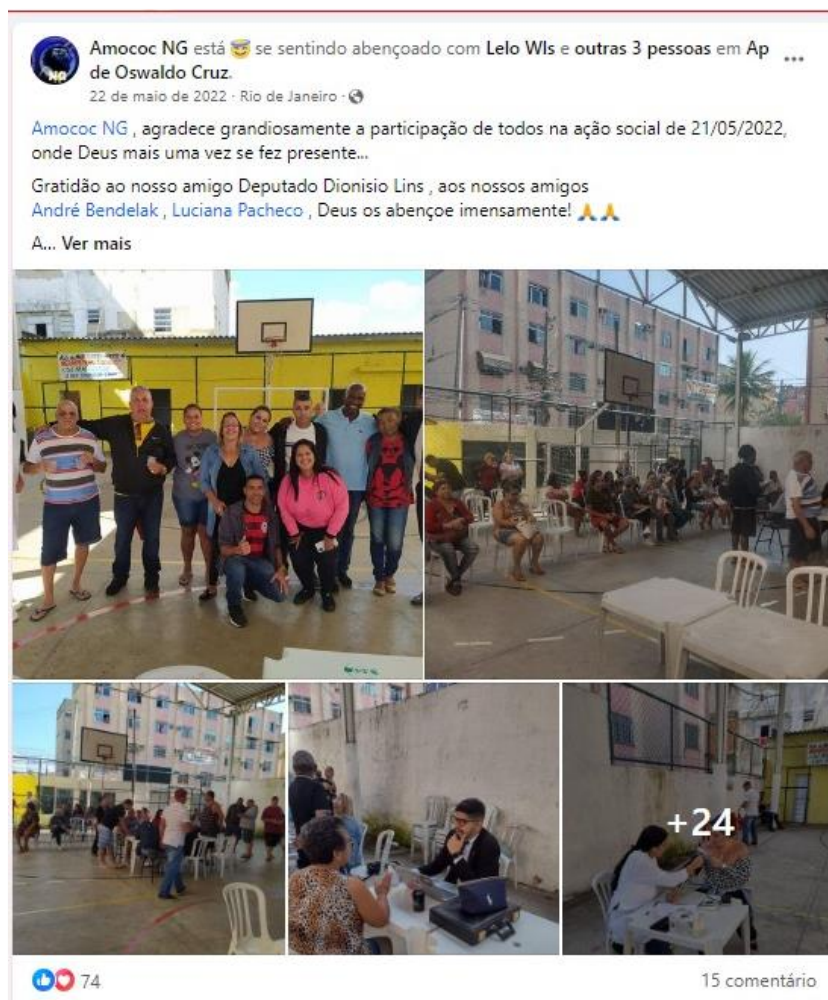 Amococ NG está 😇 se sentindo abençoado com Lelo Wls e outras 3 pessoas em Ap
de Oswaldo Cruz.
22 de maio de 2022 · Rio de Janeiro ·
Amococ NG , agradece grandiosamente a participação de todos na ação social de 21/05/2022,
onde Deus mais uma vez se fez presente...
Gratidão ao nosso amigo Deputado Dionisio Lins , aos nossos amigos
André Bendelak , Luciana Pacheco , Deus os abençoe imensamente! 🙏🙏
A... Ver mais
+24
74
15 comentário